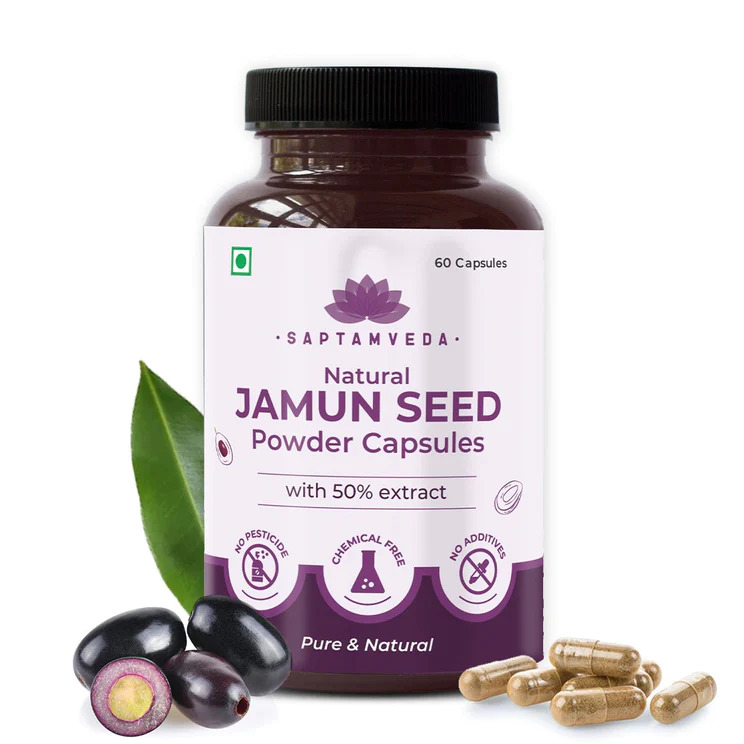 60 Capsules
·SAPTAMVEDA·
Natural
JAMUN SEED
Powder Capsules
with 50% extract
NO PESTICIDE
CHEMICAL FREE
NO ADDITIVES
Pure & Natural